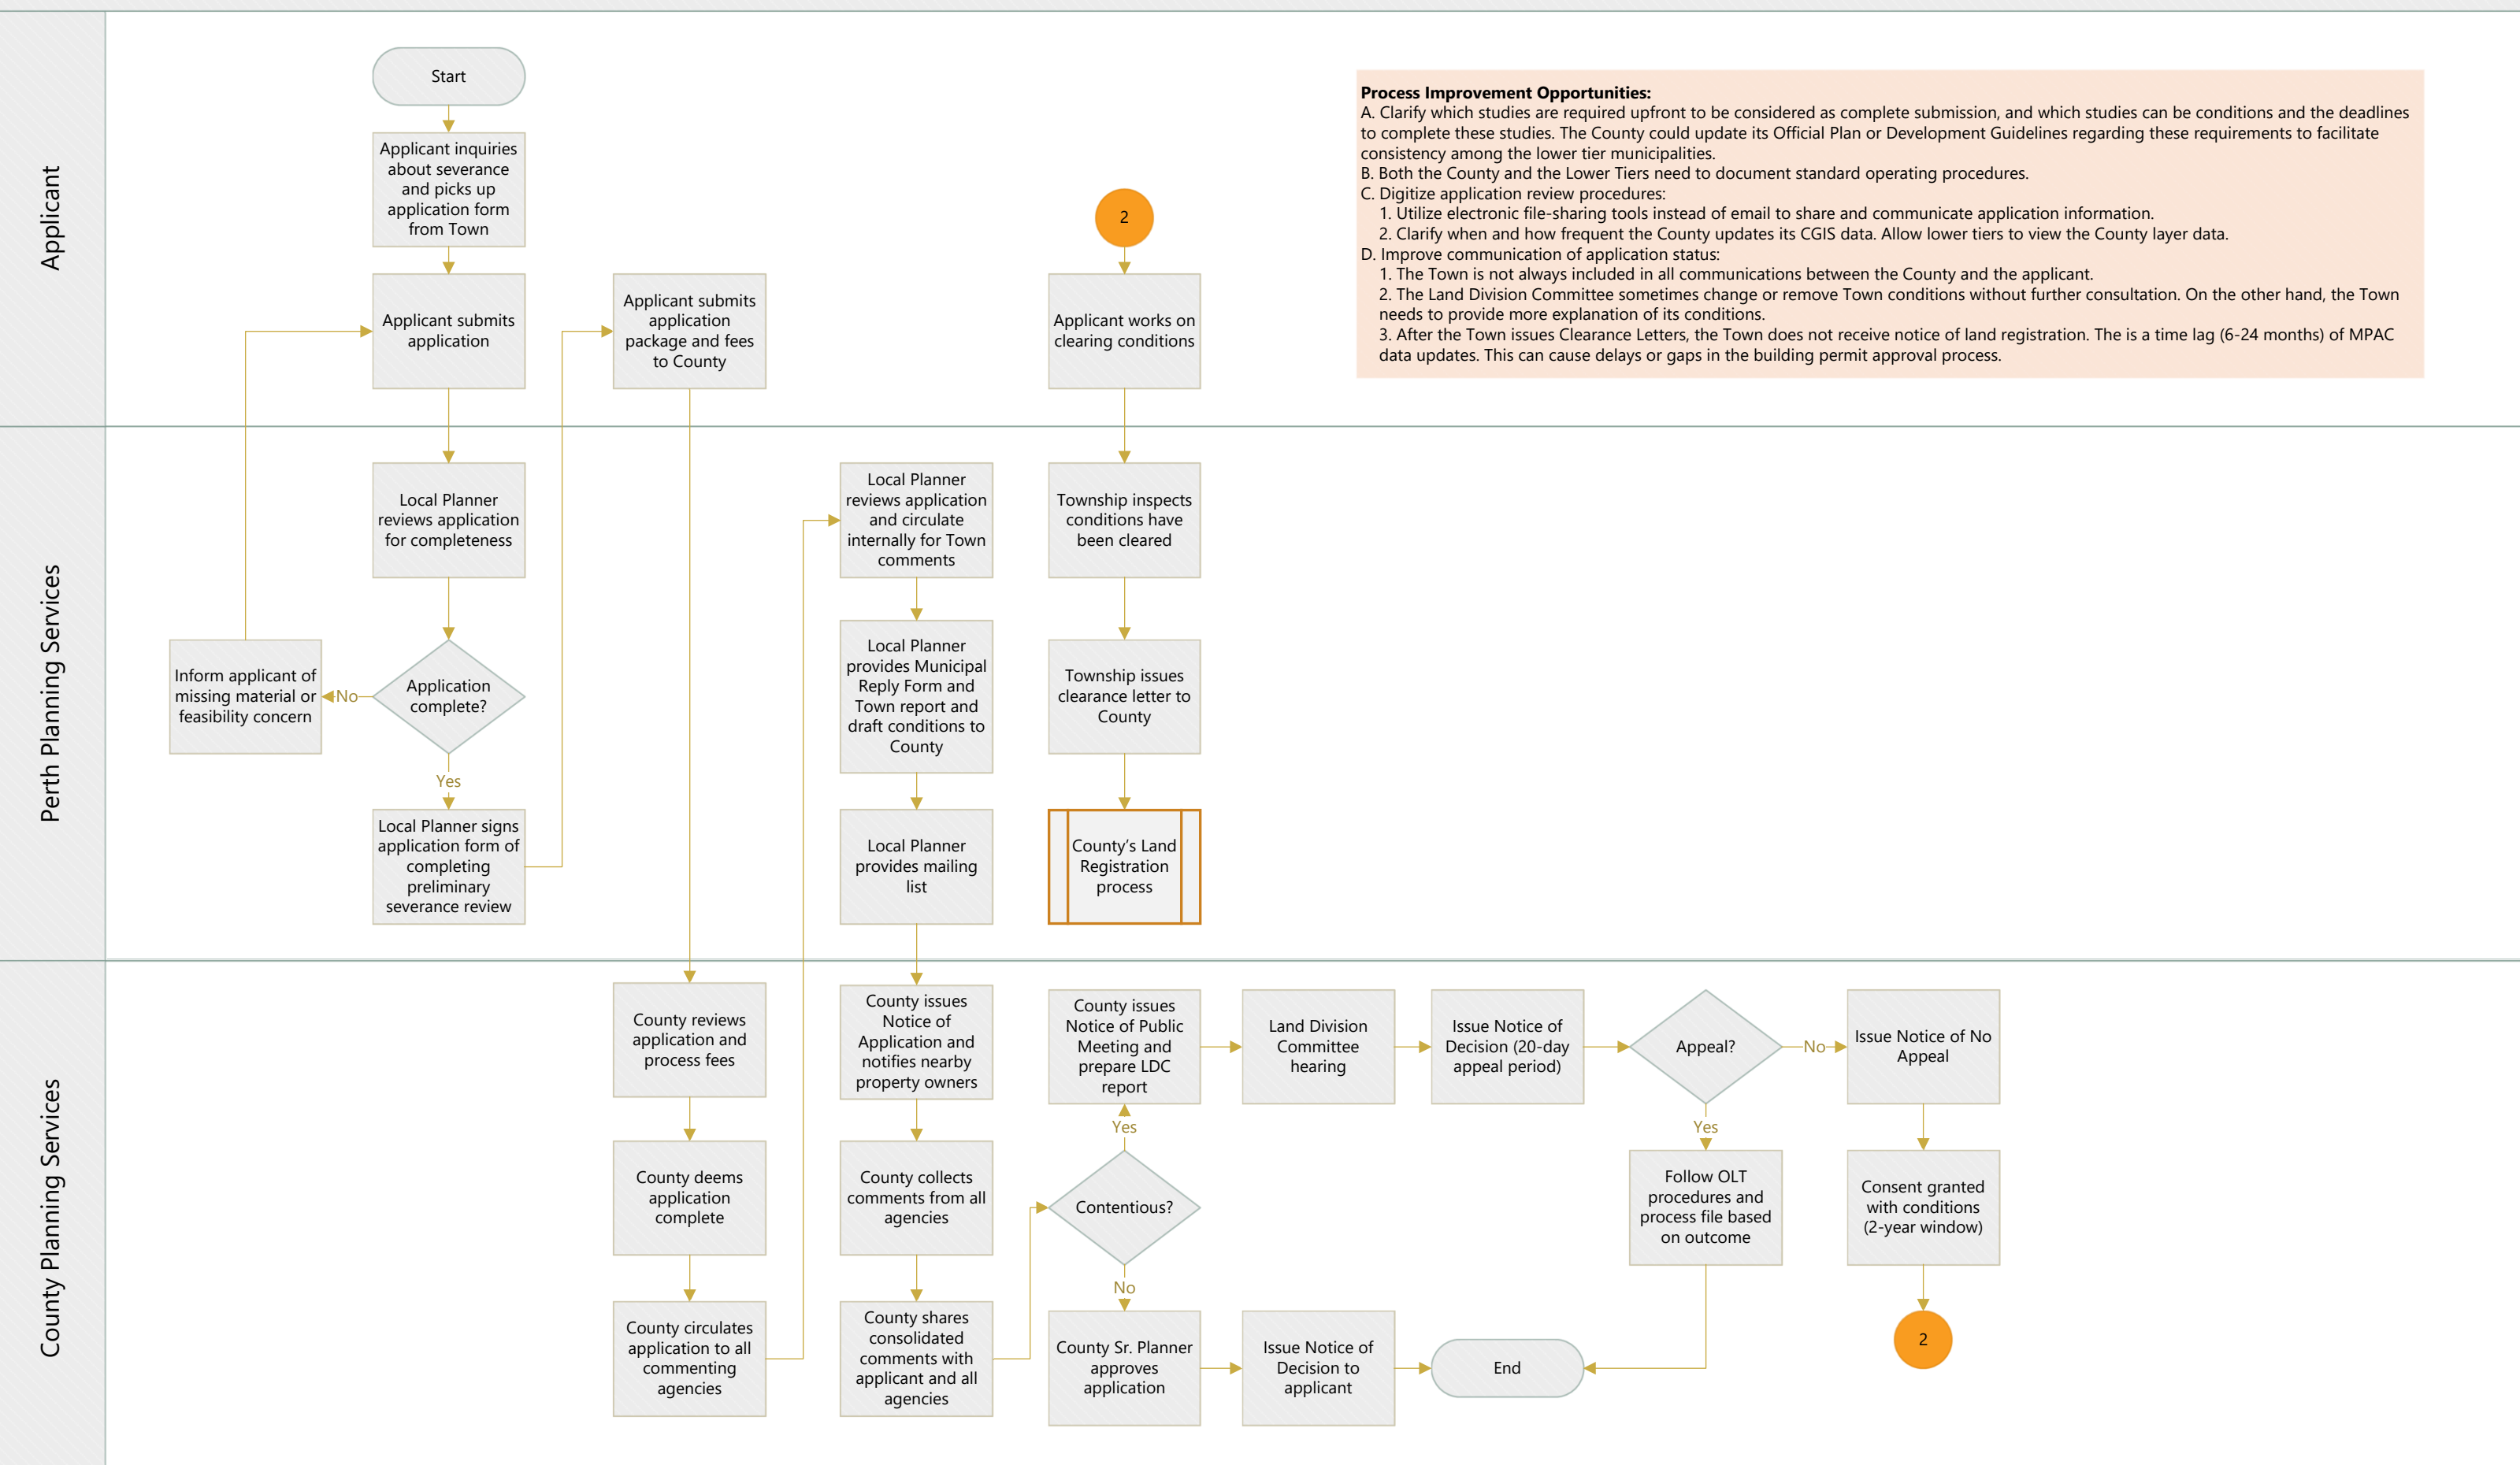 Applicant
Start
Applicant inquiries
about severance
and picks up
application form
from Town
Applicant submits
application
Applicant submits
application
package and fees
to County
2
Applicant works on
clearing conditions
Process Improvement Opportunities:
A. Clarify which studies are required upfront to be considered as complete submission, and which studies can be conditions and the deadlines
to complete these studies. The County could update its Official Plan or Development Guidelines regarding these requirements to facilitate
consistency among the lower tier municipalities.
B. Both the County and the Lower Tiers need to document standard operating procedures.
C. Digitize application review procedures:
1. Utilize electronic file-sharing tools instead of email to share and communicate application information.
2. Clarify when and how frequent the County updates its CGIS data. Allow lower tiers to view the County layer data.
D. Improve communication of application status:
1. The Town is not always included in all communications between the County and the applicant.
2. The Land Division Committee sometimes change or remove Town conditions without further consultation. On the other hand, the Town
needs to provide more explanation of its conditions.
3. After the Town issues Clearance Letters, the Town does not receive notice of land registration. The is a time lag (6-24 months) of MPAC
data updates. This can cause delays or gaps in the building permit approval process.
Perth Planning Services
Local Planner
reviews application
for completeness
Application
complete?
No
Inform applicant of
missing material or
feasibility concern
Yes
Local Planner signs
application form of
completing
preliminary
severance review
Local Planner
reviews application
and circulate
internally for Town
comments
Local Planner
provides Municipal
Reply Form and
Town report and
draft conditions to
County
Local Planner
provides mailing
list
Township inspects
conditions have
been cleared
Township issues
clearance letter to
County
County’s Land
Registration
process
County Planning Services
County reviews
application and
process fees
County deems
application
complete
County circulates
application to all
commenting
agencies
County issues
Notice of
Application and
notifies nearby
property owners
County collects
comments from all
agencies
County shares
consolidated
comments with
applicant and all
agencies
Contentious?
Yes
County issues
Notice of Public
Meeting and
prepare LDC
report
Land Division
Committee
hearing
Issue Notice of
Decision (20-day
appeal period)
Appeal?
No
Issue Notice of No
Appeal
Yes
Follow OLT
procedures and
process file based
on outcome
Consent granted
with conditions
(2-year window)
2
No
County Sr. Planner
approves
application
Issue Notice of
Decision to
applicant
End